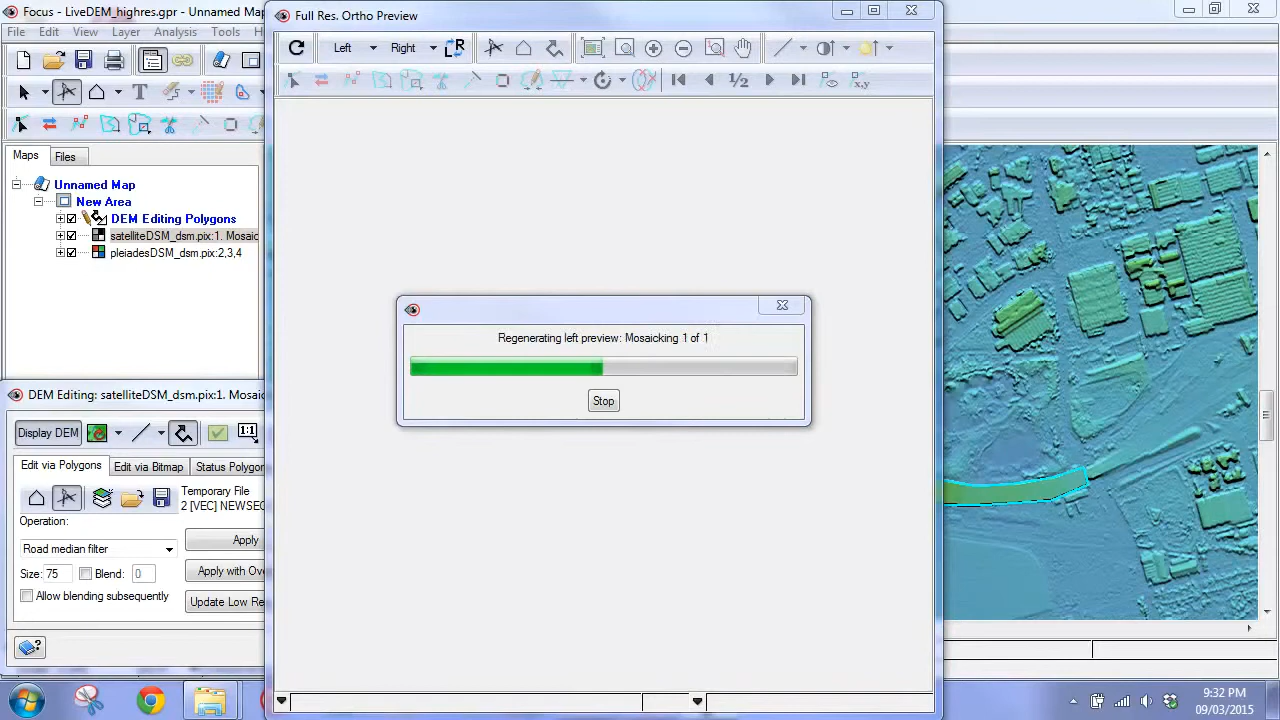 Focus - LiveDEM_highres.gpr - Unnamed Ma
Full Res. Ortho Preview
File Edit View Layer Analysis Tools H
Left Right R
1/2 x,y
T
Maps Files
Unnamed Map
New Area
DEM Editing Polygons
satelliteDSM_dsm.pix:1. Mosaic
pleiadesDSM_dsm.pix:2,3,4
Regenerating left preview: Mosaicking 1 of 1
Stop
DEM Editing: satelliteDSM_dsm.pix:1. Mosaic
Display DEM 1:1
Edit via Polygons Edit via Bitmap Status Polygon
Temporary File
2 [VEC] NEWSEC
Operation:
Road median filter Apply
Size: 75 Blend: 0 Apply with Ove
Allow blending subsequently Update Low Re
?
9:32 PM
09/03/2015